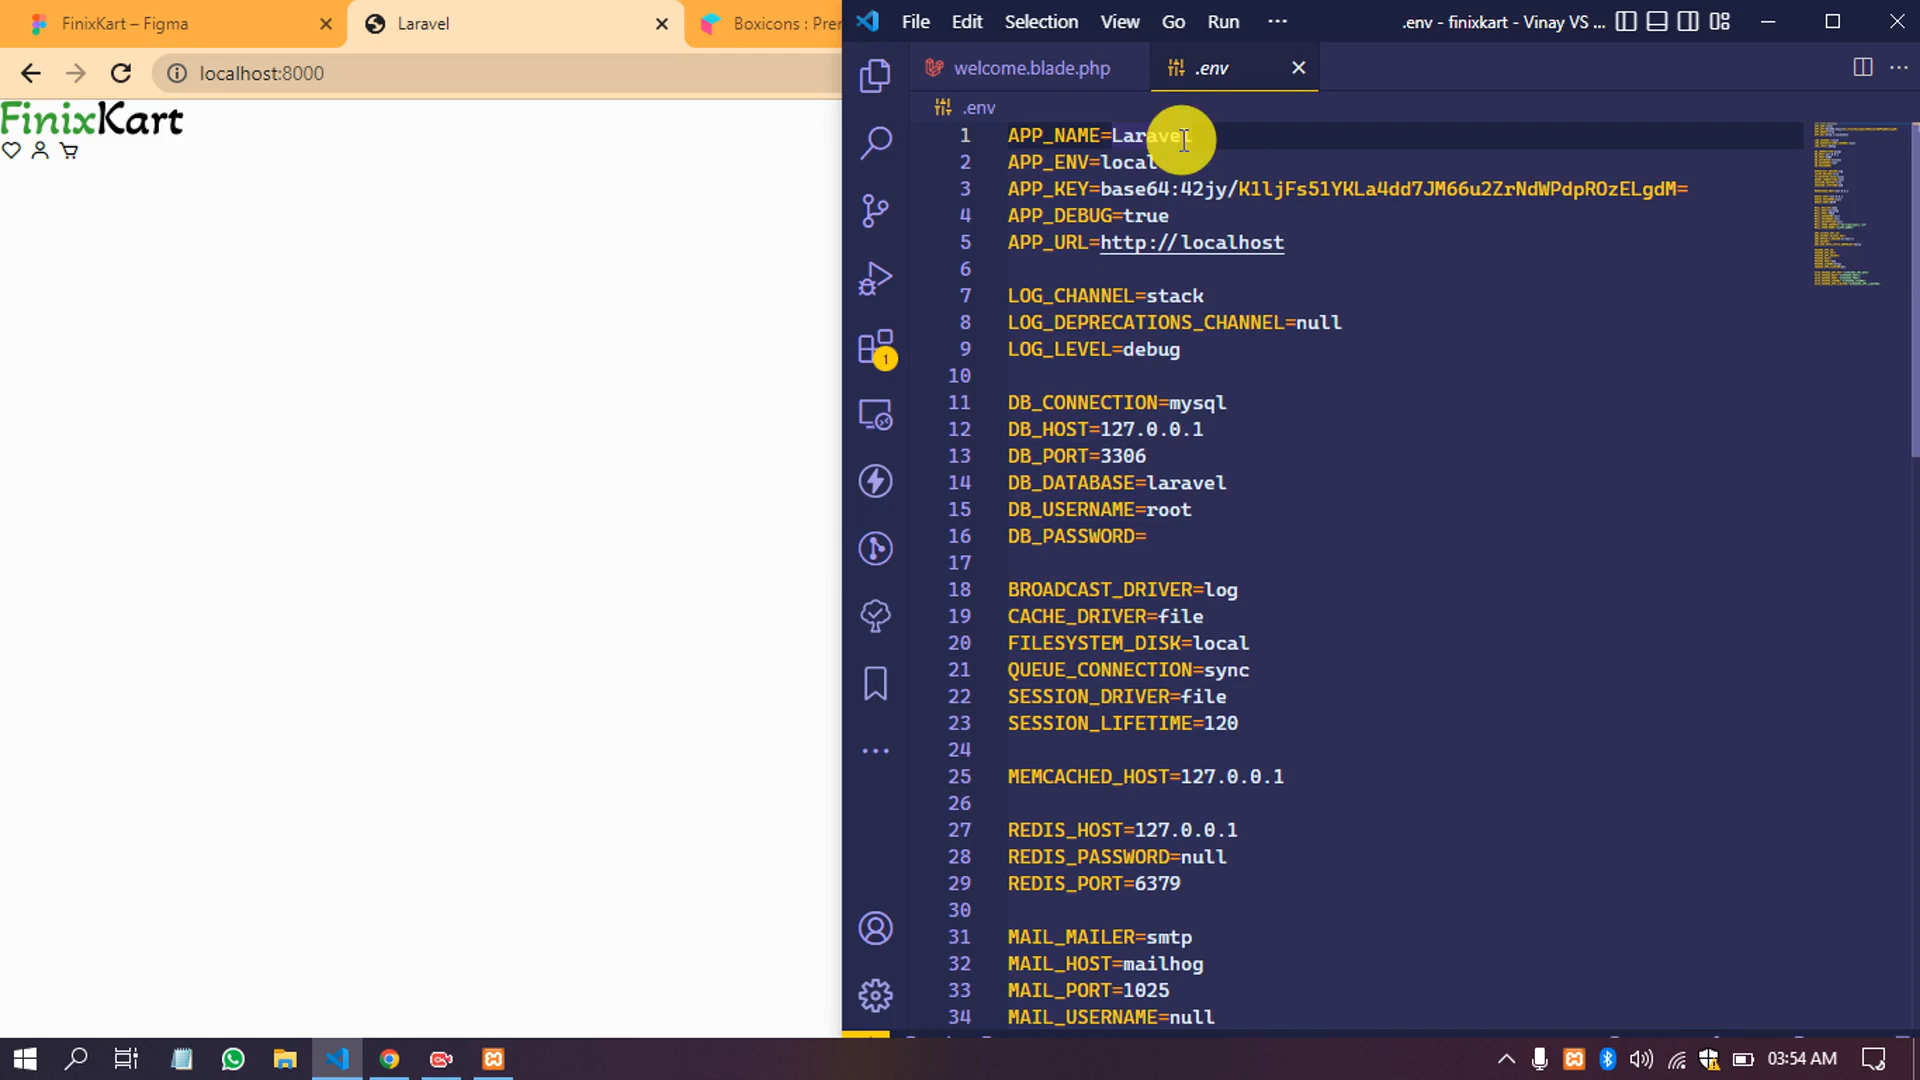 FinixKart – Figma
Laravel
Boxicons : Prer
File Edit Selection View Go Run ···
.env - finixkart - Vinay VS ...
localhost:8000
welcome.blade.php
.env
.env
FinixKart
1 APP_NAME=Laravel
2 APP_ENV=local
3 APP_KEY=base64:42jy/K1ljFs51YKLa4dd7JM66u2ZrNdWPdpROzELgdM=
4 APP_DEBUG=true
5 APP_URL=http://localhost
6
7 LOG_CHANNEL=stack
8 LOG_DEPRECATIONS_CHANNEL=null
9 LOG_LEVEL=debug
10
11 DB_CONNECTION=mysql
12 DB_HOST=127.0.0.1
13 DB_PORT=3306
14 DB_DATABASE=laravel
15 DB_USERNAME=root
16 DB_PASSWORD=
17
18 BROADCAST_DRIVER=log
19 CACHE_DRIVER=file
20 FILESYSTEM_DISK=local
21 QUEUE_CONNECTION=sync
22 SESSION_DRIVER=file
23 SESSION_LIFETIME=120
24
25 MEMCACHED_HOST=127.0.0.1
26
27 REDIS_HOST=127.0.0.1
28 REDIS_PASSWORD=null
29 REDIS_PORT=6379
30
31 MAIL_MAILER=smtp
32 MAIL_HOST=mailhog
33 MAIL_PORT=1025
34 MAIL_USERNAME=null
1
03:54 AM